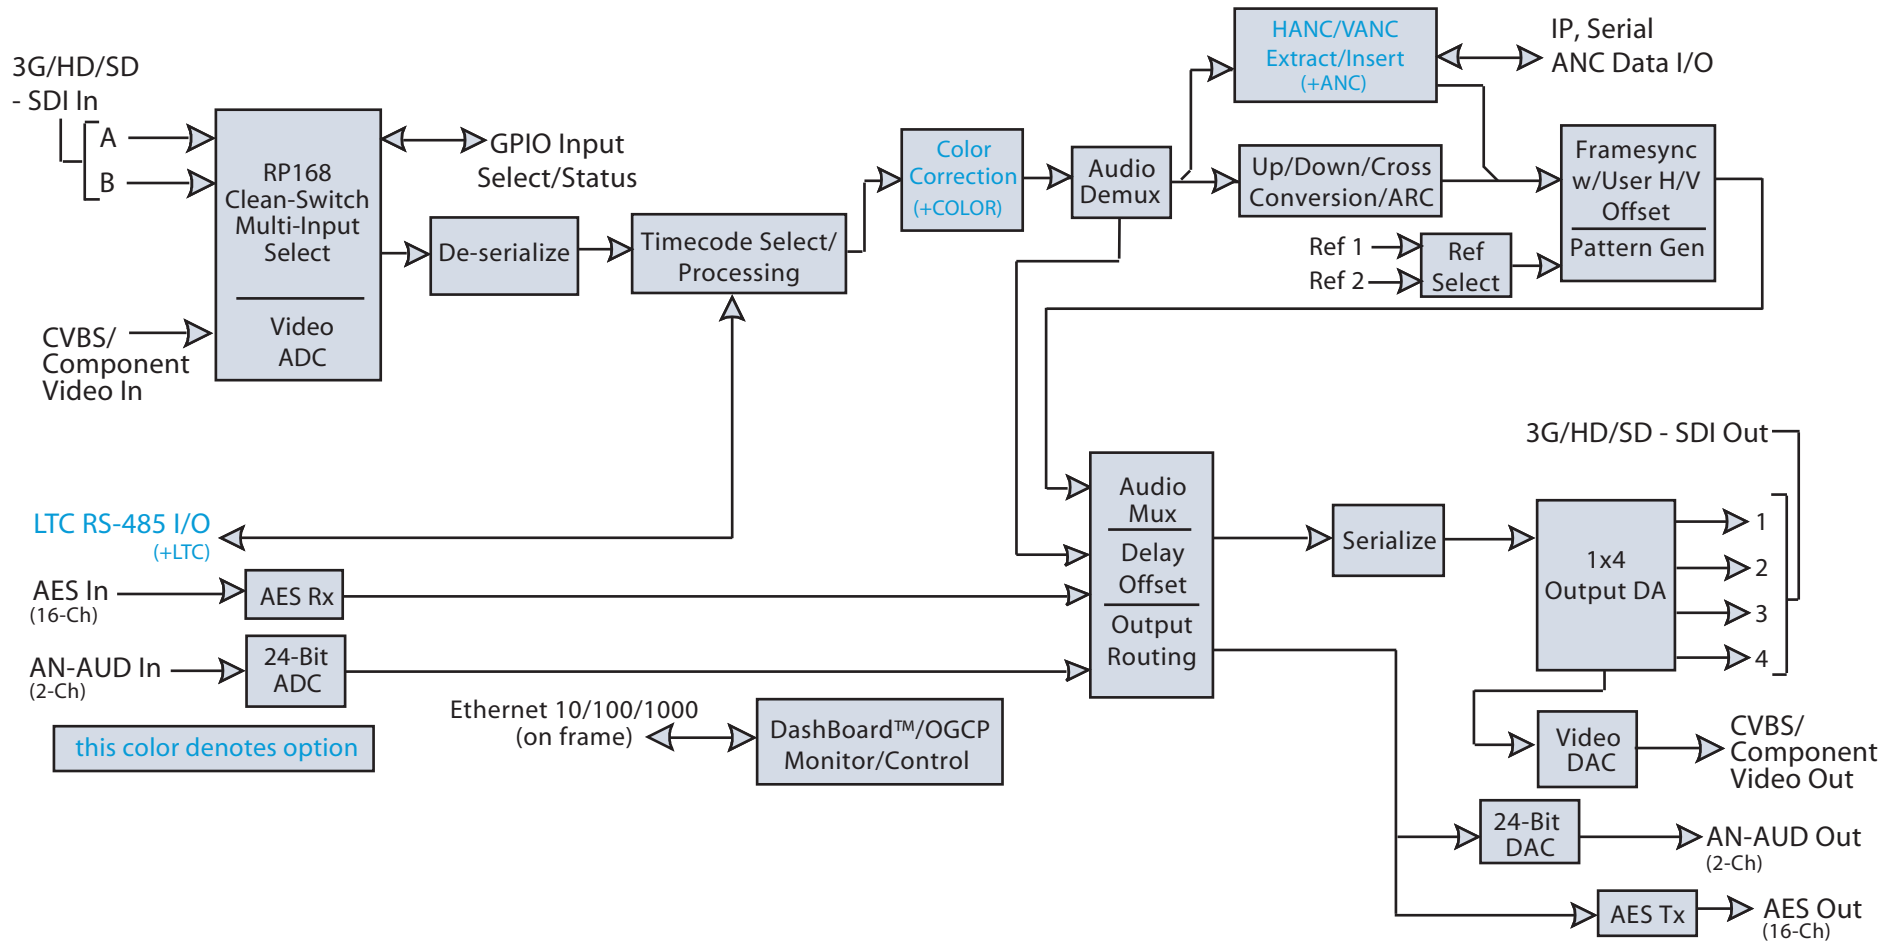 3G/HD/SD
- SDI In
A
B
CVBS/
Component
Video In
RP168
Clean-Switch
Multi-Input
Select
Video
ADC
GPIO Input
Select/Status
De-serialize
Timecode Select/
Processing
Color
Correction
(+COLOR)
Audio
Demux
HANC/VANC
Extract/Insert
(+ANC)
IP, Serial
ANC Data I/O
Up/Down/Cross
Conversion/ARC
Ref 1
Ref 2
Ref
Select
Framesync
w/User H/V
Offset
Pattern Gen
LTC RS-485 I/O
(+LTC)
AES In
(16-Ch)
AES Rx
AN-AUD In
(2-Ch)
24-Bit
ADC
this color denotes option
Ethernet 10/100/1000
(on frame)
DashBoard™/OGCP
Monitor/Control
Audio
Mux
Delay
Offset
Output
Routing
Serialize
3G/HD/SD - SDI Out
1x4
Output DA
1
2
3
4
Video
DAC
CVBS/
Component
Video Out
24-Bit
DAC
AN-AUD Out
(2-Ch)
AES Tx
AES Out
(16-Ch)